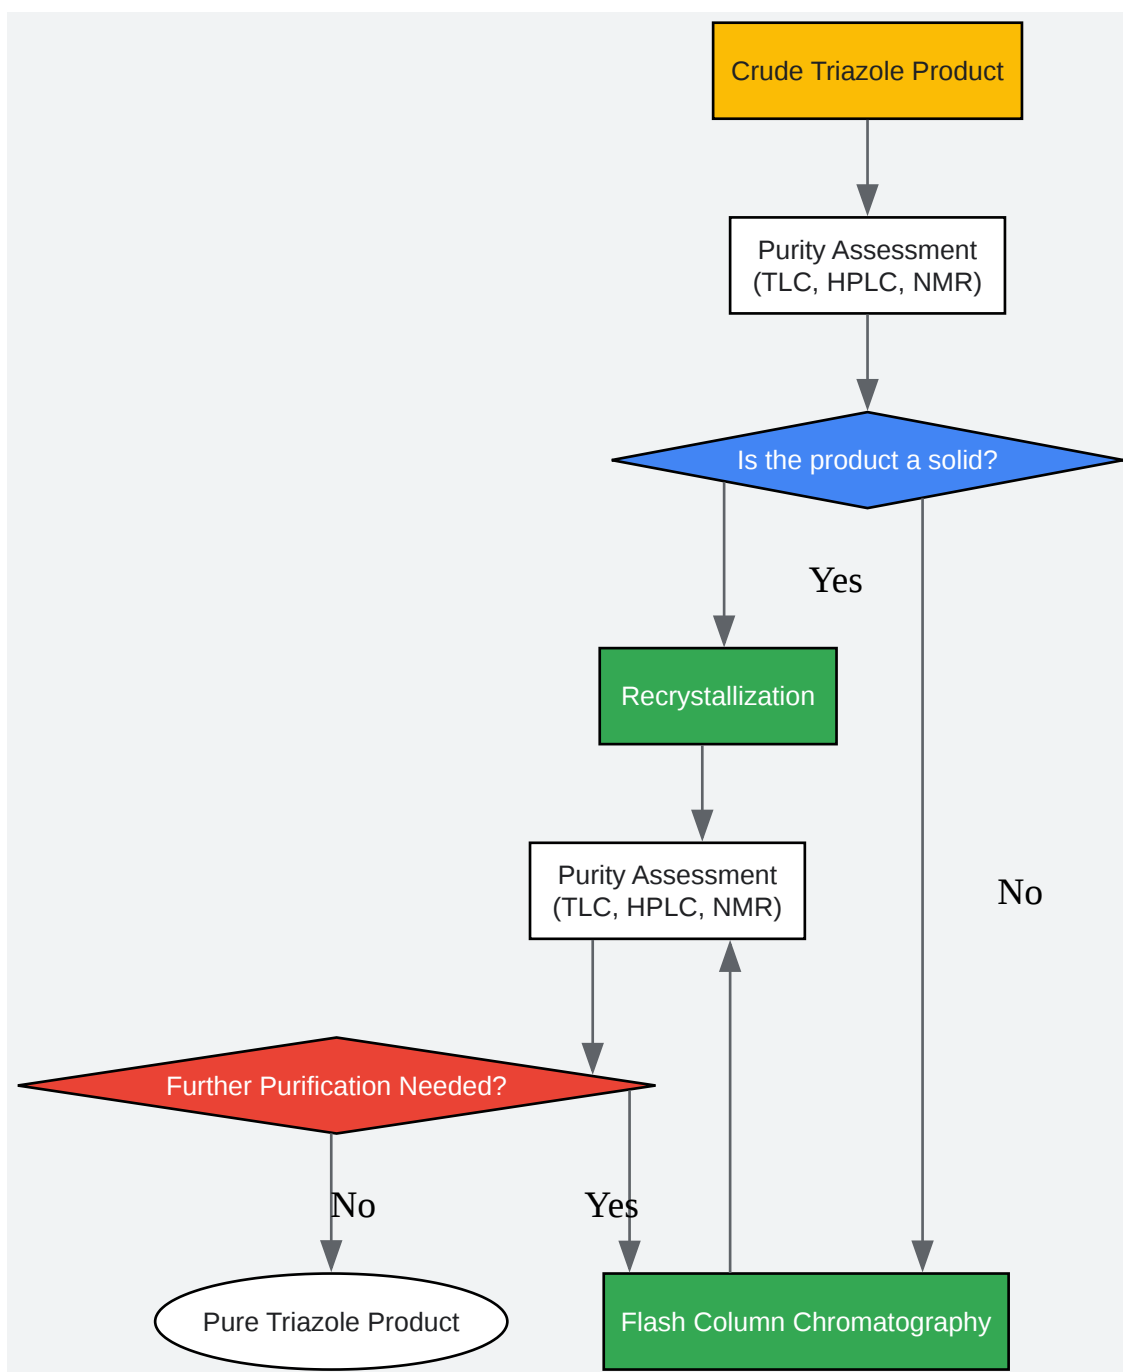 Crude Triazole Product
Purity Assessment
(TLC, HPLC, NMR)
Is the product a solid?
Yes
Recrystallization
Purity Assessment
(TLC, HPLC, NMR)
No
Further Purification Needed?
No
Yes
Pure Triazole Product
Flash Column Chromatography